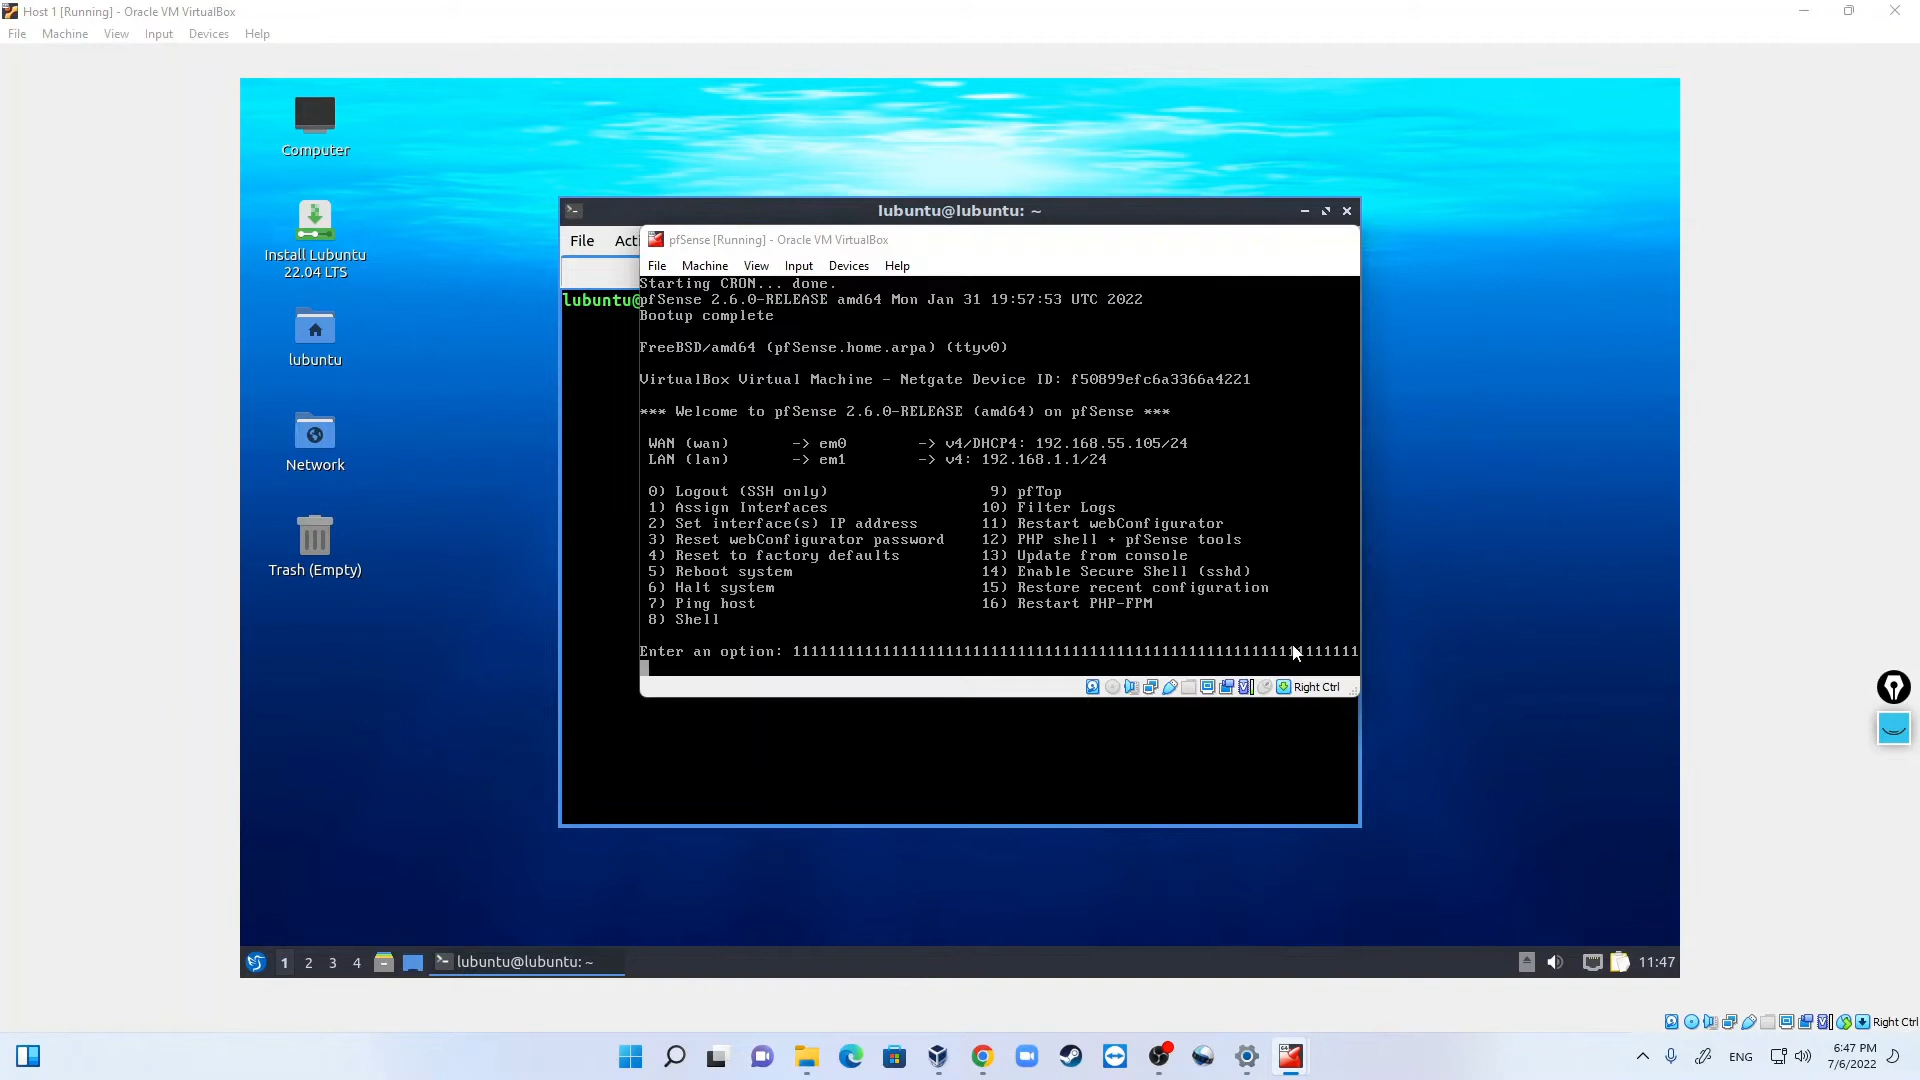 Host 1 [Running] - Oracle VM VirtualBox
File Machine View Input Devices Help
Computer
Install Lubuntu
22.04 LTS
lubuntu
Network
Trash (Empty)
lubuntu@lubuntu: ~
File Acti
lubuntu@
pfSense [Running] - Oracle VM VirtualBox
File Machine View Input Devices Help
Starting CRON... done.
pfSense 2.6.0-RELEASE amd64 Mon Jan 31 19:57:53 UTC 2022
Bootup complete
FreeBSD/amd64 (pfSense.home.arpa) (ttyv0)
VirtualBox Virtual Machine - Netgate Device ID: f50899efc6a3366a4221
*** Welcome to pfSense 2.6.0-RELEASE (amd64) on pfSense ***
WAN (wan) -> em0 -> v4/DHCP4: 192.168.55.105/24
LAN (lan) -> em1 -> v4: 192.168.1.1/24
0) Logout (SSH only) 9) pfTop
1) Assign Interfaces 10) Filter Logs
2) Set interface(s) IP address 11) Restart webConfigurator
3) Reset webConfigurator password 12) PHP shell + pfSense tools
4) Reset to factory defaults 13) Update from console
5) Reboot system 14) Enable Secure Shell (sshd)
6) Halt system 15) Restore recent configuration
7) Ping host 16) Restart PHP-FPM
8) Shell
Enter an option: 111111111111111111111111111111111111111111111111111111111111111
Right Ctrl
1 2 3 4 lubuntu@lubuntu: ~ 11:47
Right Ctrl
ENG 6:47 PM
7/6/2022